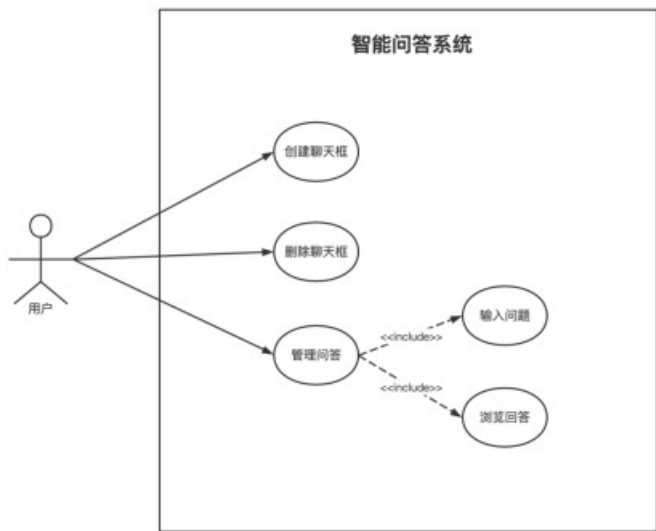 智能问答系统
创建聊天框
删除聊天框
用户
输入问题
<<include>>
管理问答
<<include>>
浏览回答